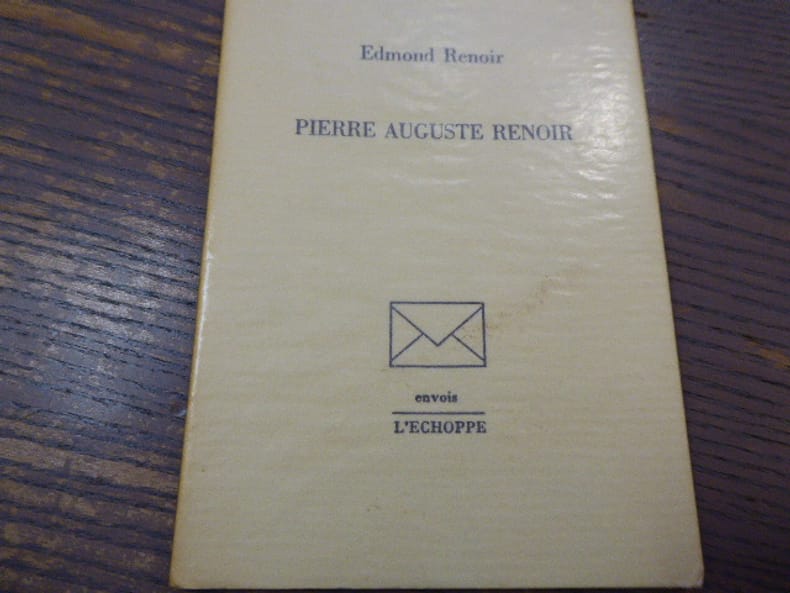 Edmond Renoir
PIERRE AUGUSTE RENOIR
envois
L'ECHOPPE